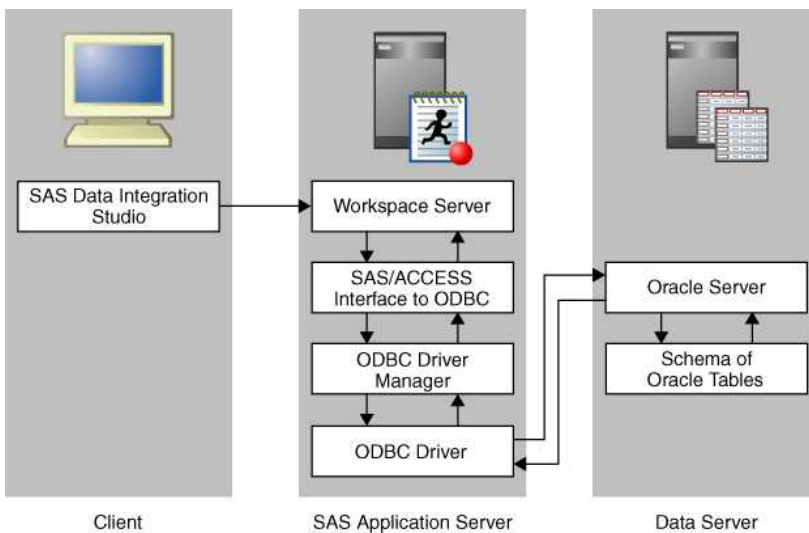 SAS Data Integration
Studio
Workspace Server
SAS/ACCESS
Interface to ODBC
ODBC Driver
Manager
ODBC Driver
Oracle Server
Schema of
Oracle Tables
Client
SAS Application Server
Data Server